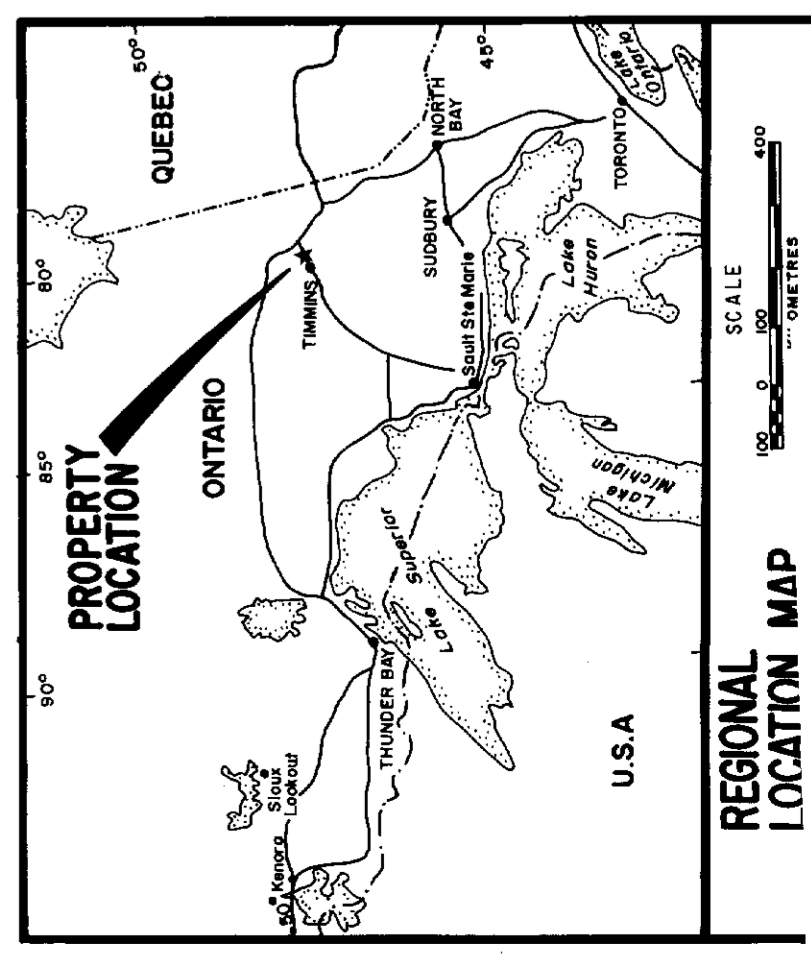 50°
45°
QUEBEC
NORTH
BAY
Lake
Ontario
TORONTO
SUDBURY
80°
TIMMINS
Sault Ste Marie
Lake
Huron
ONTARIO
PROPERTY
LOCATION
85°
Lake
Michigan
Lake Superior
90°
THUNDER BAY
Sioux
Lookout
Kenora
50
U.S.A
REGIONAL
LOCATION MAP
SCALE
100 0 100 400
OMETRES